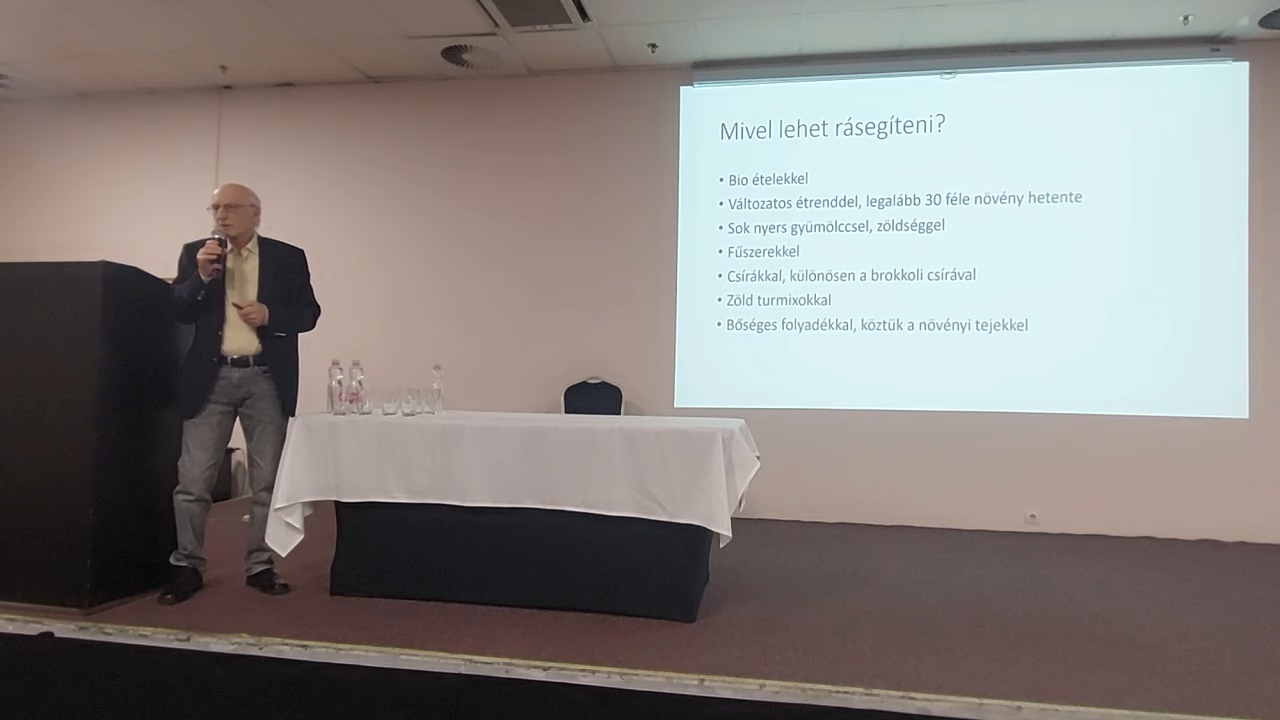 Mivel lehet rásegíteni?
• Bio ételekkel
• Változatos étrenddel, legalább 30 féle növény hetente
• Sok nyers gyümölccsel, zöldséggel
• Fűszerekkel
• Csírákkal, különösen a brokkoli csírával
• Zöld turmixokkal
• Bőséges folyadékkal, köztük a növényi tejekkel